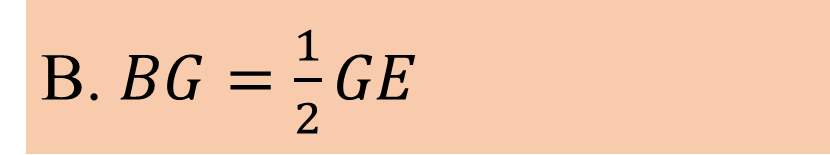 B. BG = 1/2 GE